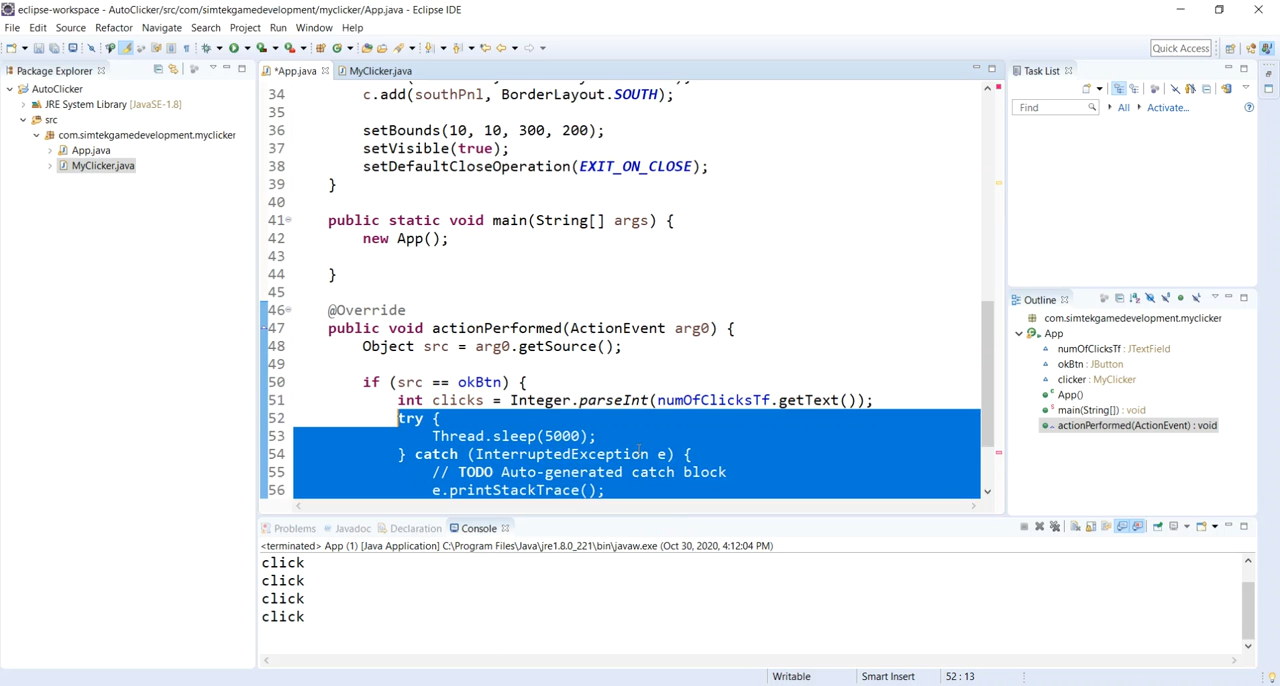 eclipse-workspace - AutoClicker/src/com/simtekgamedevelopment/myclicker/App.java - Eclipse IDE
File Edit Source Refactor Navigate Search Project Run Window Help
Quick Access
Package Explorer
AutoClicker
JRE System Library [JavaSE-1.8]
src
com.simtekgamedevelopment.myclicker
App.java
MyClicker.java
*App.java MyClicker.java
34 c.add(southPnl, BorderLayout.SOUTH);
35
36 setBounds(10, 10, 300, 200);
37 setVisible(true);
38 setDefaultCloseOperation(EXIT_ON_CLOSE);
39 }
40
41 public static void main(String[] args) {
42 new App();
43
44 }
45
46 @Override
47 public void actionPerformed(ActionEvent arg0) {
48 Object src = arg0.getSource();
49
50 if (src == okBtn) {
51 int clicks = Integer.parseInt(numOfClicksTf.getText());
52 try {
53 Thread.sleep(5000);
54 } catch (InterruptedException e) {
55 // TODO Auto-generated catch block
56 e.printStackTrace();
Task List
Find All Activate...
Outline
com.simtekgamedevelopment.myclicker
App
numOfClicksTf : JTextField
okBtn : JButton
clicker : MyClicker
App()
main(String[]) : void
actionPerformed(ActionEvent) : void
Problems Javadoc Declaration Console
<terminated> App (1) [Java Application] C:\Program Files\Java\jre1.8.0_221\bin\javaw.exe (Oct 30, 2020, 4:12:04 PM)
click
click
click
click
Writable Smart Insert 52 : 13